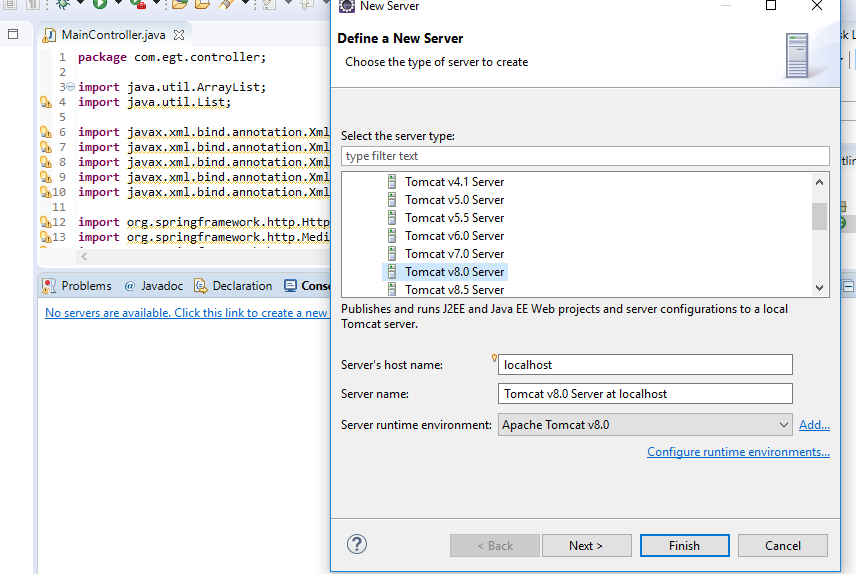 New Server
Define a New Server
Choose the type of server to create
MainController.java
1 package com.egt.controller;
2
3 import java.util.ArrayList;
4 import java.util.List;
5
6 import javax.xml.bind.annotation.Xml
7 import javax.xml.bind.annotation.Xml
8 import javax.xml.bind.annotation.Xml
9 import javax.xml.bind.annotation.Xml
10 import javax.xml.bind.annotation.Xml
11
12 import org.springframework.http.Http
13 import org.springframework.http.Medi
Problems @ Javadoc Declaration Conso
No servers are available. Click this link to create a new
Select the server type:
type filter text
Tomcat v4.1 Server
Tomcat v5.0 Server
Tomcat v5.5 Server
Tomcat v6.0 Server
Tomcat v7.0 Server
Tomcat v8.0 Server
Tomcat v8.5 Server
Publishes and runs J2EE and Java EE Web projects and server configurations to a local
Tomcat server.
Server's host name: localhost
Server name: Tomcat v8.0 Server at localhost
Server runtime environment: Apache Tomcat v8.0 Add...
Configure runtime environments...
? < Back Next > Finish Cancel